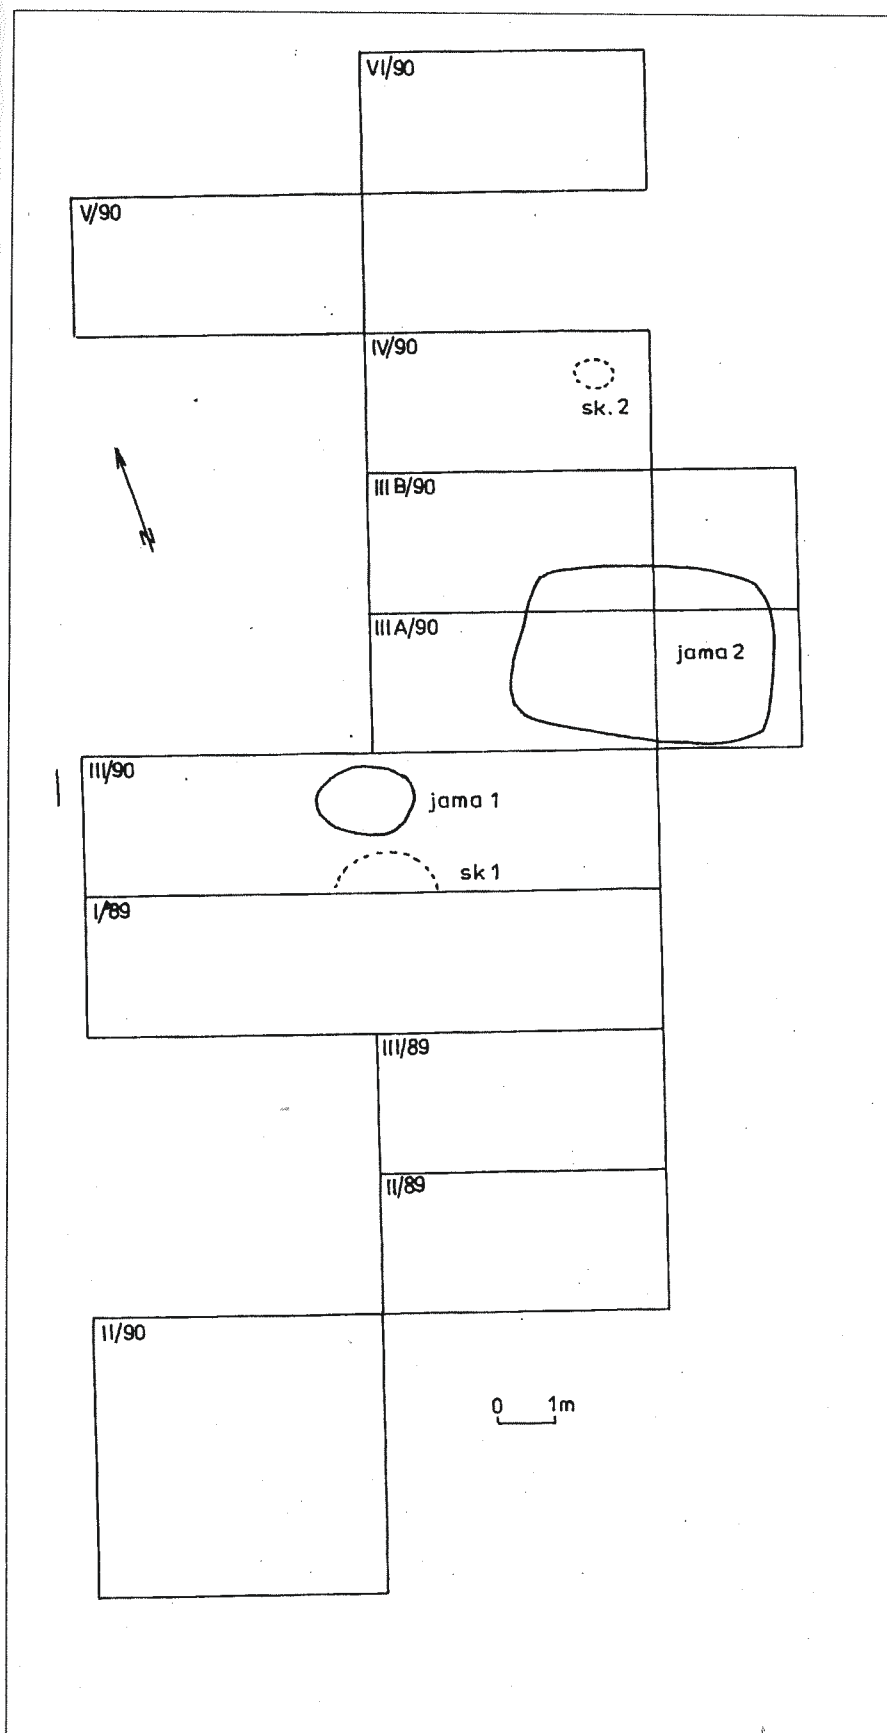 VI/90
V/90
IV/90
sk. 2
N
III B/90
III A/90
jama 2
III/90
jama 1
sk 1
I/89
III/89
II/89
II/90
0 1m